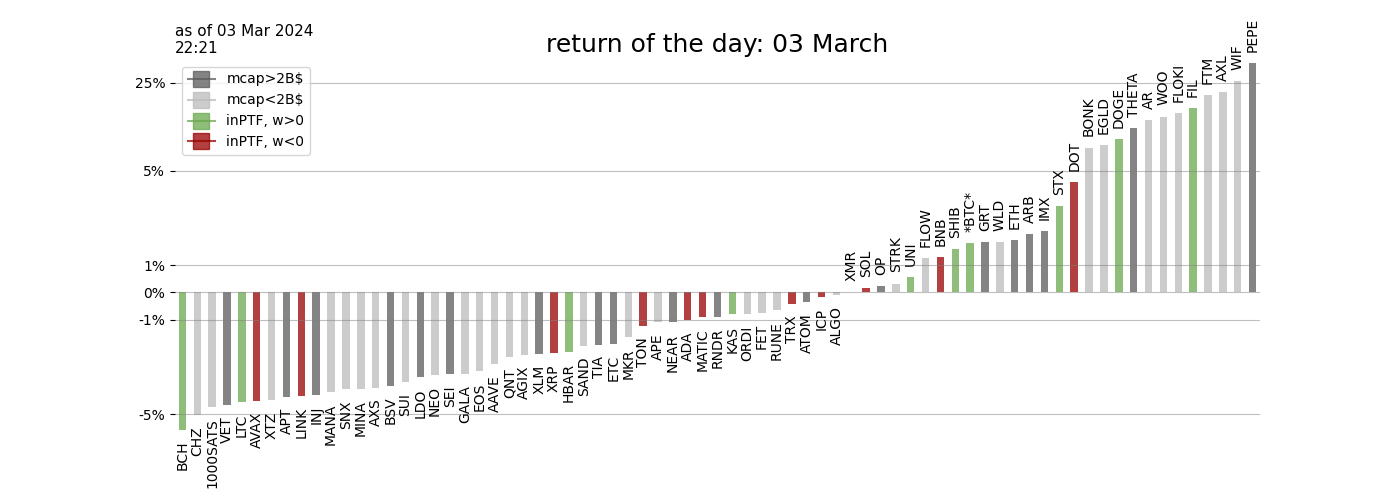 as of 03 Mar 2024
22:21
return of the day: 03 March
mcap>2B$
mcap<2B$
inPTF, w>0
inPTF, w<0
25%
5%
1%
0%
-1%
-5%
BCH
CHZ
1000SATS
VET
LTC
AVAX
XTZ
APT
LINK
INJ
MANA
SNX
MINA
AXS
BSV
SUI
LDO
NEO
SEI
GALA
EOS
AAVE
QNT
AGIX
XLM
XRP
HBAR
SAND
TIA
ETC
MKR
TON
APE
NEAR
ADA
MATIC
RNDR
KAS
ORDI
FET
RUNE
TRX
ATOM
ICP
ALGO
XMR
SOL
OP
STRK
UNI
FLOW
BNB
SHIB
*BTC*
GRT
WLD
ETH
ARB
IMX
STX
DOT
BONK
EGLD
DOGE
THETA
AR
WOO
FLOKI
FIL
FTM
AXL
WIF
PEPE